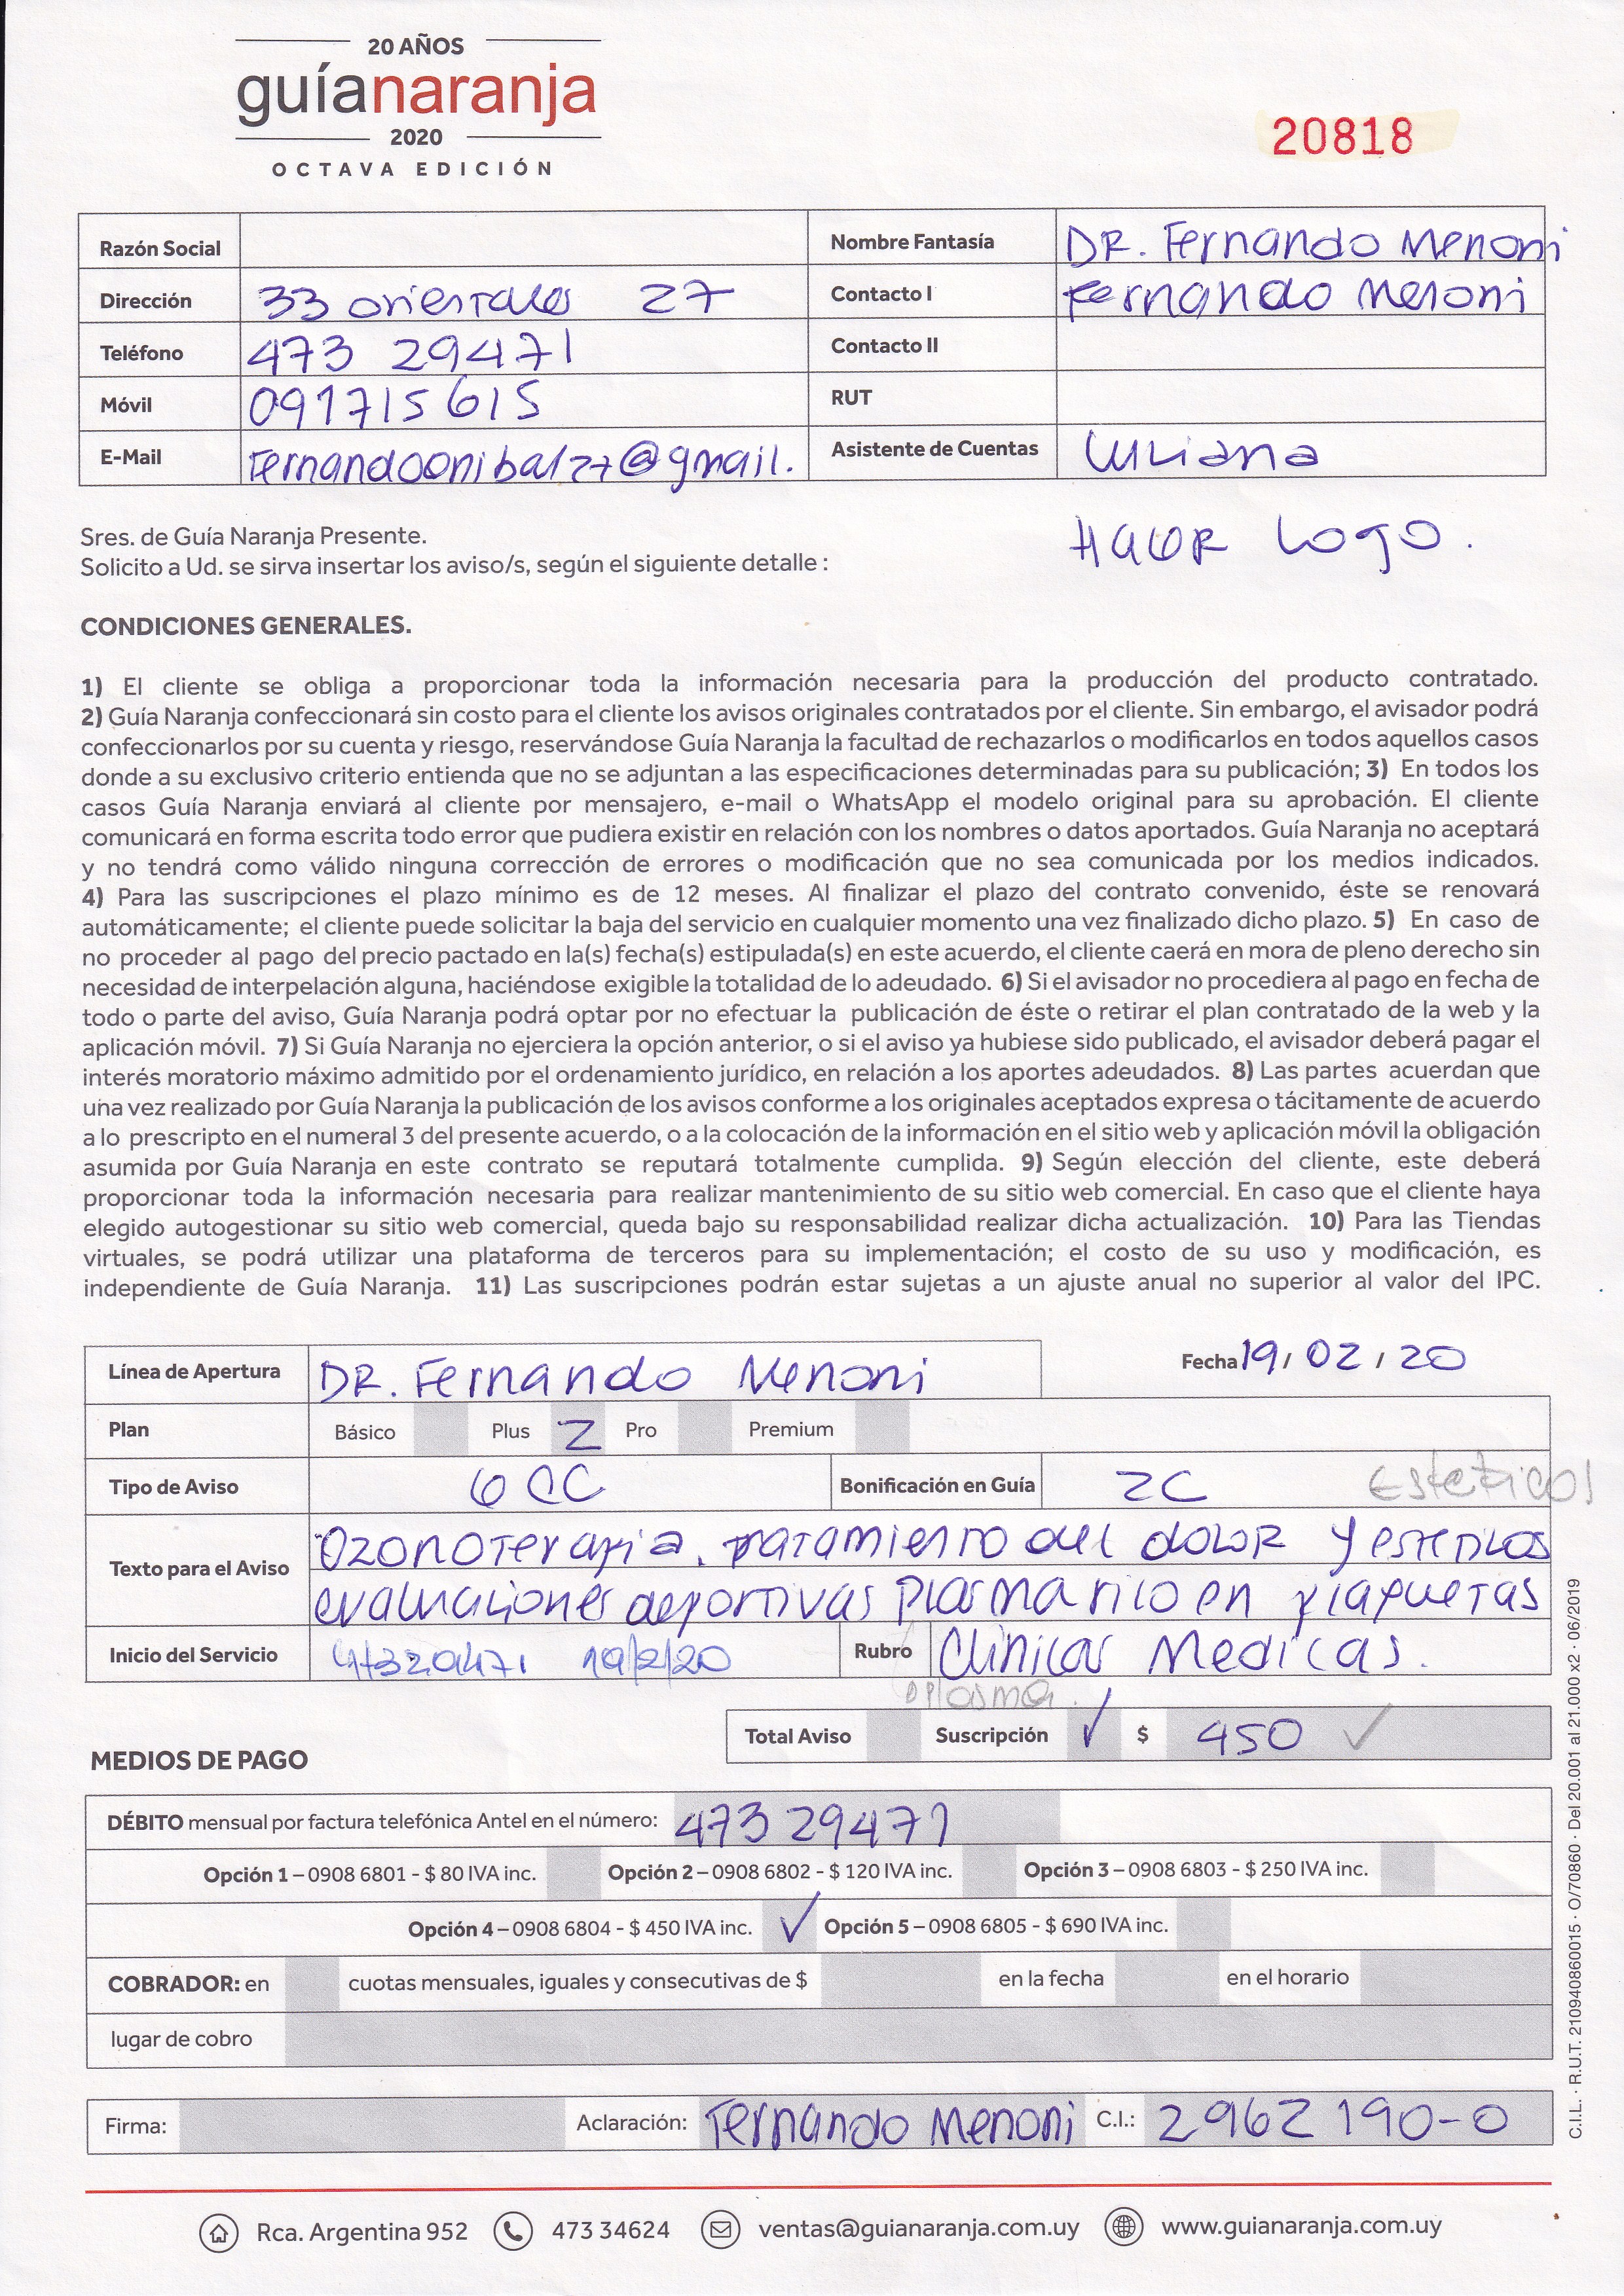 20 AÑOS
guíanaranja
2020
OCTAVA EDICIÓN
20818
Razón Social
Nombre Fantasía DR. Fernando Menoni
Dirección 33 orientales 27
Contacto I Fernando Menoni
Teléfono 473 29471
Contacto II
Móvil 091715615
RUT
E-Mail
Asistente de Cuentas
Sres. de Guía Naranja Presente.
Solicito a Ud. se sirva insertar los aviso/s, según el siguiente detalle :
Hacer Logo.
CONDICIONES GENERALES.
1) El cliente se obliga a proporcionar toda la información necesaria para la producción del producto contratado.
2) Guía Naranja confeccionará sin costo para el cliente los avisos originales contratados por el cliente. Sin embargo, el avisador podrá
confeccionarlos por su cuenta y riesgo, reservándose Guía Naranja la facultad de rechazarlos o modificarlos en todos aquellos casos
donde a su exclusivo criterio entienda que no se adjuntan a las especificaciones determinadas para su publicación; 3) En todos los
casos Guía Naranja enviará al cliente por mensajero, e-mail o WhatsApp el modelo original para su aprobación. El cliente
comunicará en forma escrita todo error que pudiera existir en relación con los nombres o datos aportados. Guía Naranja no aceptará
y no tendrá como válido ninguna corrección de errores o modificación que no sea comunicada por los medios indicados.
4) Para las suscripciones el plazo mínimo es de 12 meses. Al finalizar el plazo del contrato convenido, éste se renovará
automáticamente; el cliente puede solicitar la baja del servicio en cualquier momento una vez finalizado dicho plazo. 5) En caso de
no proceder al pago del precio pactado en la(s) fecha(s) estipulada(s) en este acuerdo, el cliente caerá en mora de pleno derecho sin
necesidad de interpelación alguna, haciéndose exigible la totalidad de lo adeudado. 6) Si el avisador no procediera al pago en fecha de
todo o parte del aviso, Guía Naranja podrá optar por no efectuar la publicación de éste o retirar el plan contratado de la web y la
aplicación móvil. 7) Si Guía Naranja no ejerciera la opción anterior, o si el aviso ya hubiese sido publicado, el avisador deberá pagar el
interés moratorio máximo admitido por el ordenamiento jurídico, en relación a los aportes adeudados. 8) Las partes acuerdan que
una vez realizado por Guía Naranja la publicación de los avisos conforme a los originales aceptados expresa o tácitamente de acuerdo
a lo prescripto en el numeral 3 del presente acuerdo, o a la colocación de la información en el sitio web y aplicación móvil la obligación
asumida por Guía Naranja en este contrato se reputará totalmente cumplida. 9) Según elección del cliente, este deberá
proporcionar toda la información necesaria para realizar mantenimiento de su sitio web comercial. En caso que el cliente haya
elegido autogestionar su sitio web comercial, queda bajo su responsabilidad realizar dicha actualización. 10) Para las Tiendas
virtuales, se podrá utilizar una plataforma de terceros para su implementación; el costo de su uso y modificación, es
independiente de Guía Naranja. 11) Las suscripciones podrán estar sujetas a un ajuste anual no superior al valor del IPC.
Línea de Apertura DR. Fernando Menoni
Fecha 19/ 02 / 20
Plan Básico Plus Z Pro Premium
Tipo de Aviso 6 CC Bonificación en Guía 2C Esteticos
Texto para el Aviso
Ozonoterapia. tratamiento del dolor y esteticos
evaluaciones deportivas Plasma rico en plaquetas
Inicio del Servicio 19/2/20 Rubro Clinicas Medicas.
plasma.
Total Aviso Suscripción ✓ $ 450 ✓
MEDIOS DE PAGO
DÉBITO mensual por factura telefónica Antel en el número: 473 29471
Opción 1 – 0908 6801 - $ 80 IVA inc. Opción 2 – 0908 6802 - $ 120 IVA inc. Opción 3 – 0908 6803 - $ 250 IVA inc.
Opción 4 – 0908 6804 - $ 450 IVA inc. ✓ Opción 5 – 0908 6805 - $ 690 IVA inc.
COBRADOR: en cuotas mensuales, iguales y consecutivas de $ en la fecha en el horario
lugar de cobro
Firma: Aclaración: Fernando Menoni C.I.: 2962 190-0
Rca. Argentina 952 473 34624 ventas@guianaranja.com.uy www.guianaranja.com.uy
C.I.L. · R.U.T. 210940860015 · O/70860 · Del 20.001 al 21.000 x2 · 06/2019